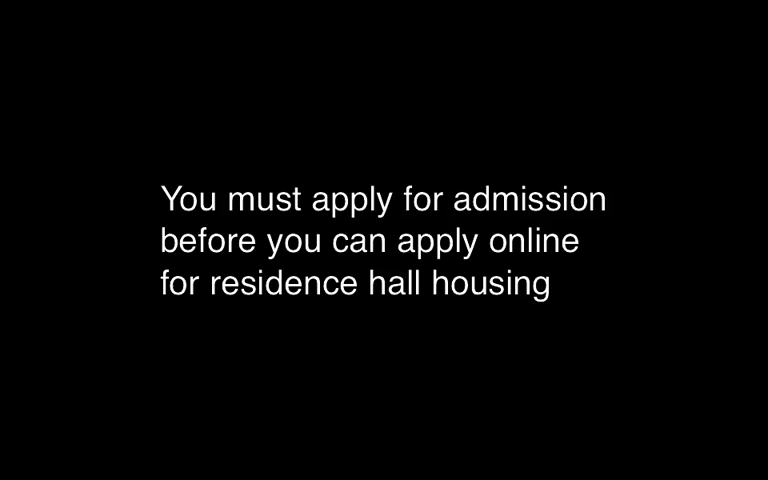 You must apply for admission
before you can apply online
for residence hall housing